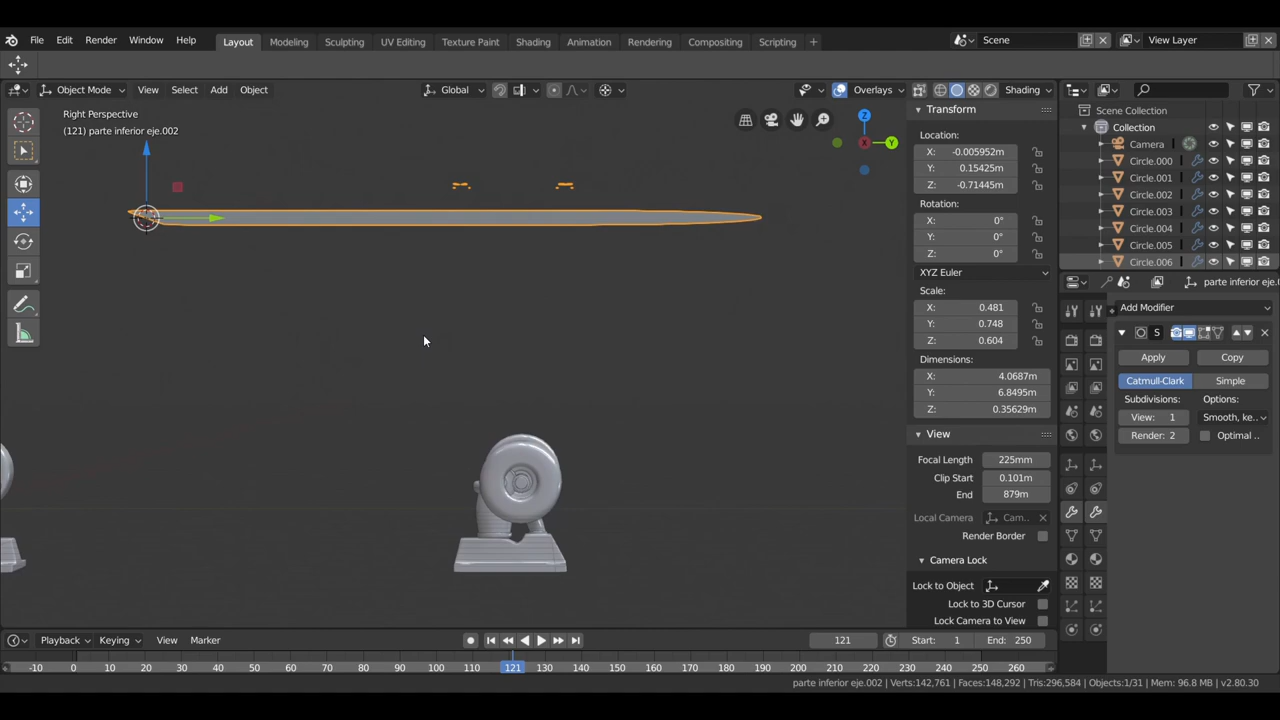 File Edit Render Window Help Layout Modeling Sculpting UV Editing Texture Paint Shading Animation Rendering Compositing Scripting + Scene View Layer
Object Mode View Select Add Object Global Overlays Shading
Right Perspective
(121) parte inferior eje.002
Z
Y
X
Transform
Location:
X: -0.005952m
Y: 0.15425m
Z: -0.71445m
Rotation:
X: 0°
Y: 0°
Z: 0°
XYZ Euler
Scale:
X: 0.481
Y: 0.748
Z: 0.604
Dimensions:
X: 4.0687m
Y: 6.8495m
Z: 0.35629m
View
Focal Length 225mm
Clip Start 0.101m
End 879m
Local Camera Cam...
Render Border
Camera Lock
Lock to Object
Lock to 3D Cursor
Lock Camera to View
Scene Collection
Collection
Camera
Circle.000
Circle.001
Circle.002
Circle.003
Circle.004
Circle.005
Circle.006
parte inferior eje.002
Add Modifier
S
Apply Copy
Catmull-Clark Simple
Subdivisions: Options:
View: 1 Smooth, ke..
Render: 2 Optimal ..
Playback Keying View Marker 121 Start: 1 End: 250
-10 0 10 20 30 40 50 60 70 80 90 100 110 121 130 140 150 160 170 180 190 200 210 220 230 240 250 260
parte inferior eje.002 | Verts:142,761 | Faces:148,292 | Tris:296,584 | Objects:1/31 | Mem: 96.8 MB | v2.80.30